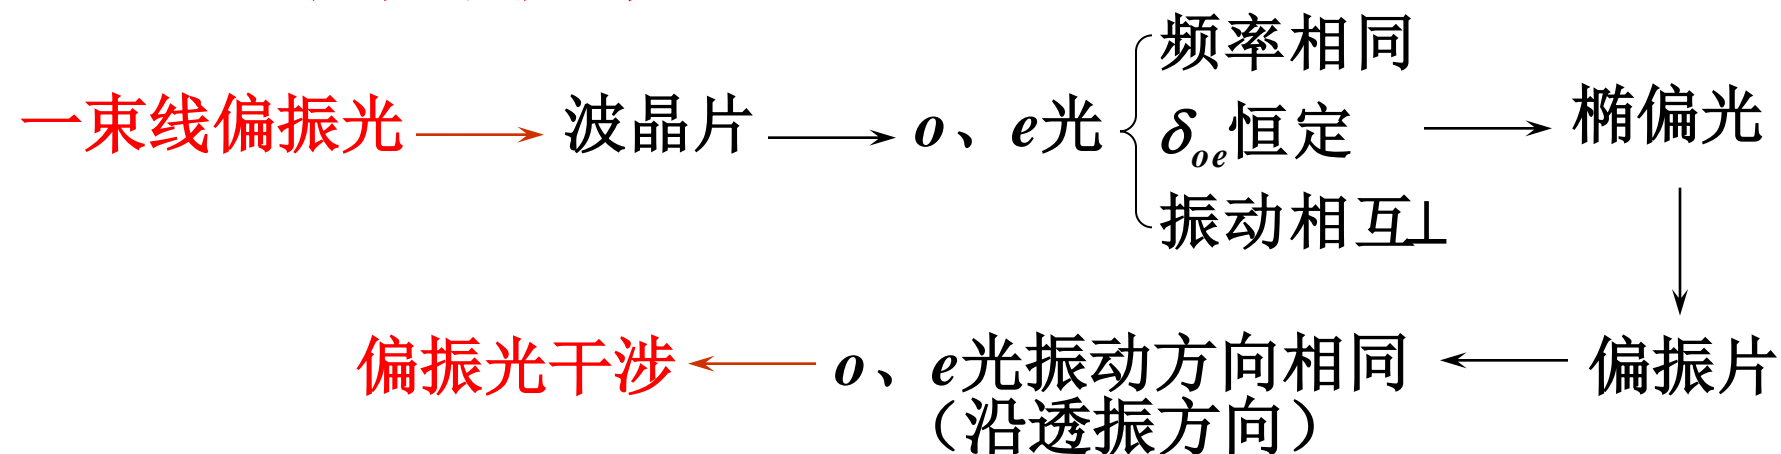 频率相同
一束线偏振光 波晶片 o、e光 δoe恒定 椭偏光
振动相互⊥
偏振光干涉 o、e光振动方向相同 偏振片
（沿透振方向）